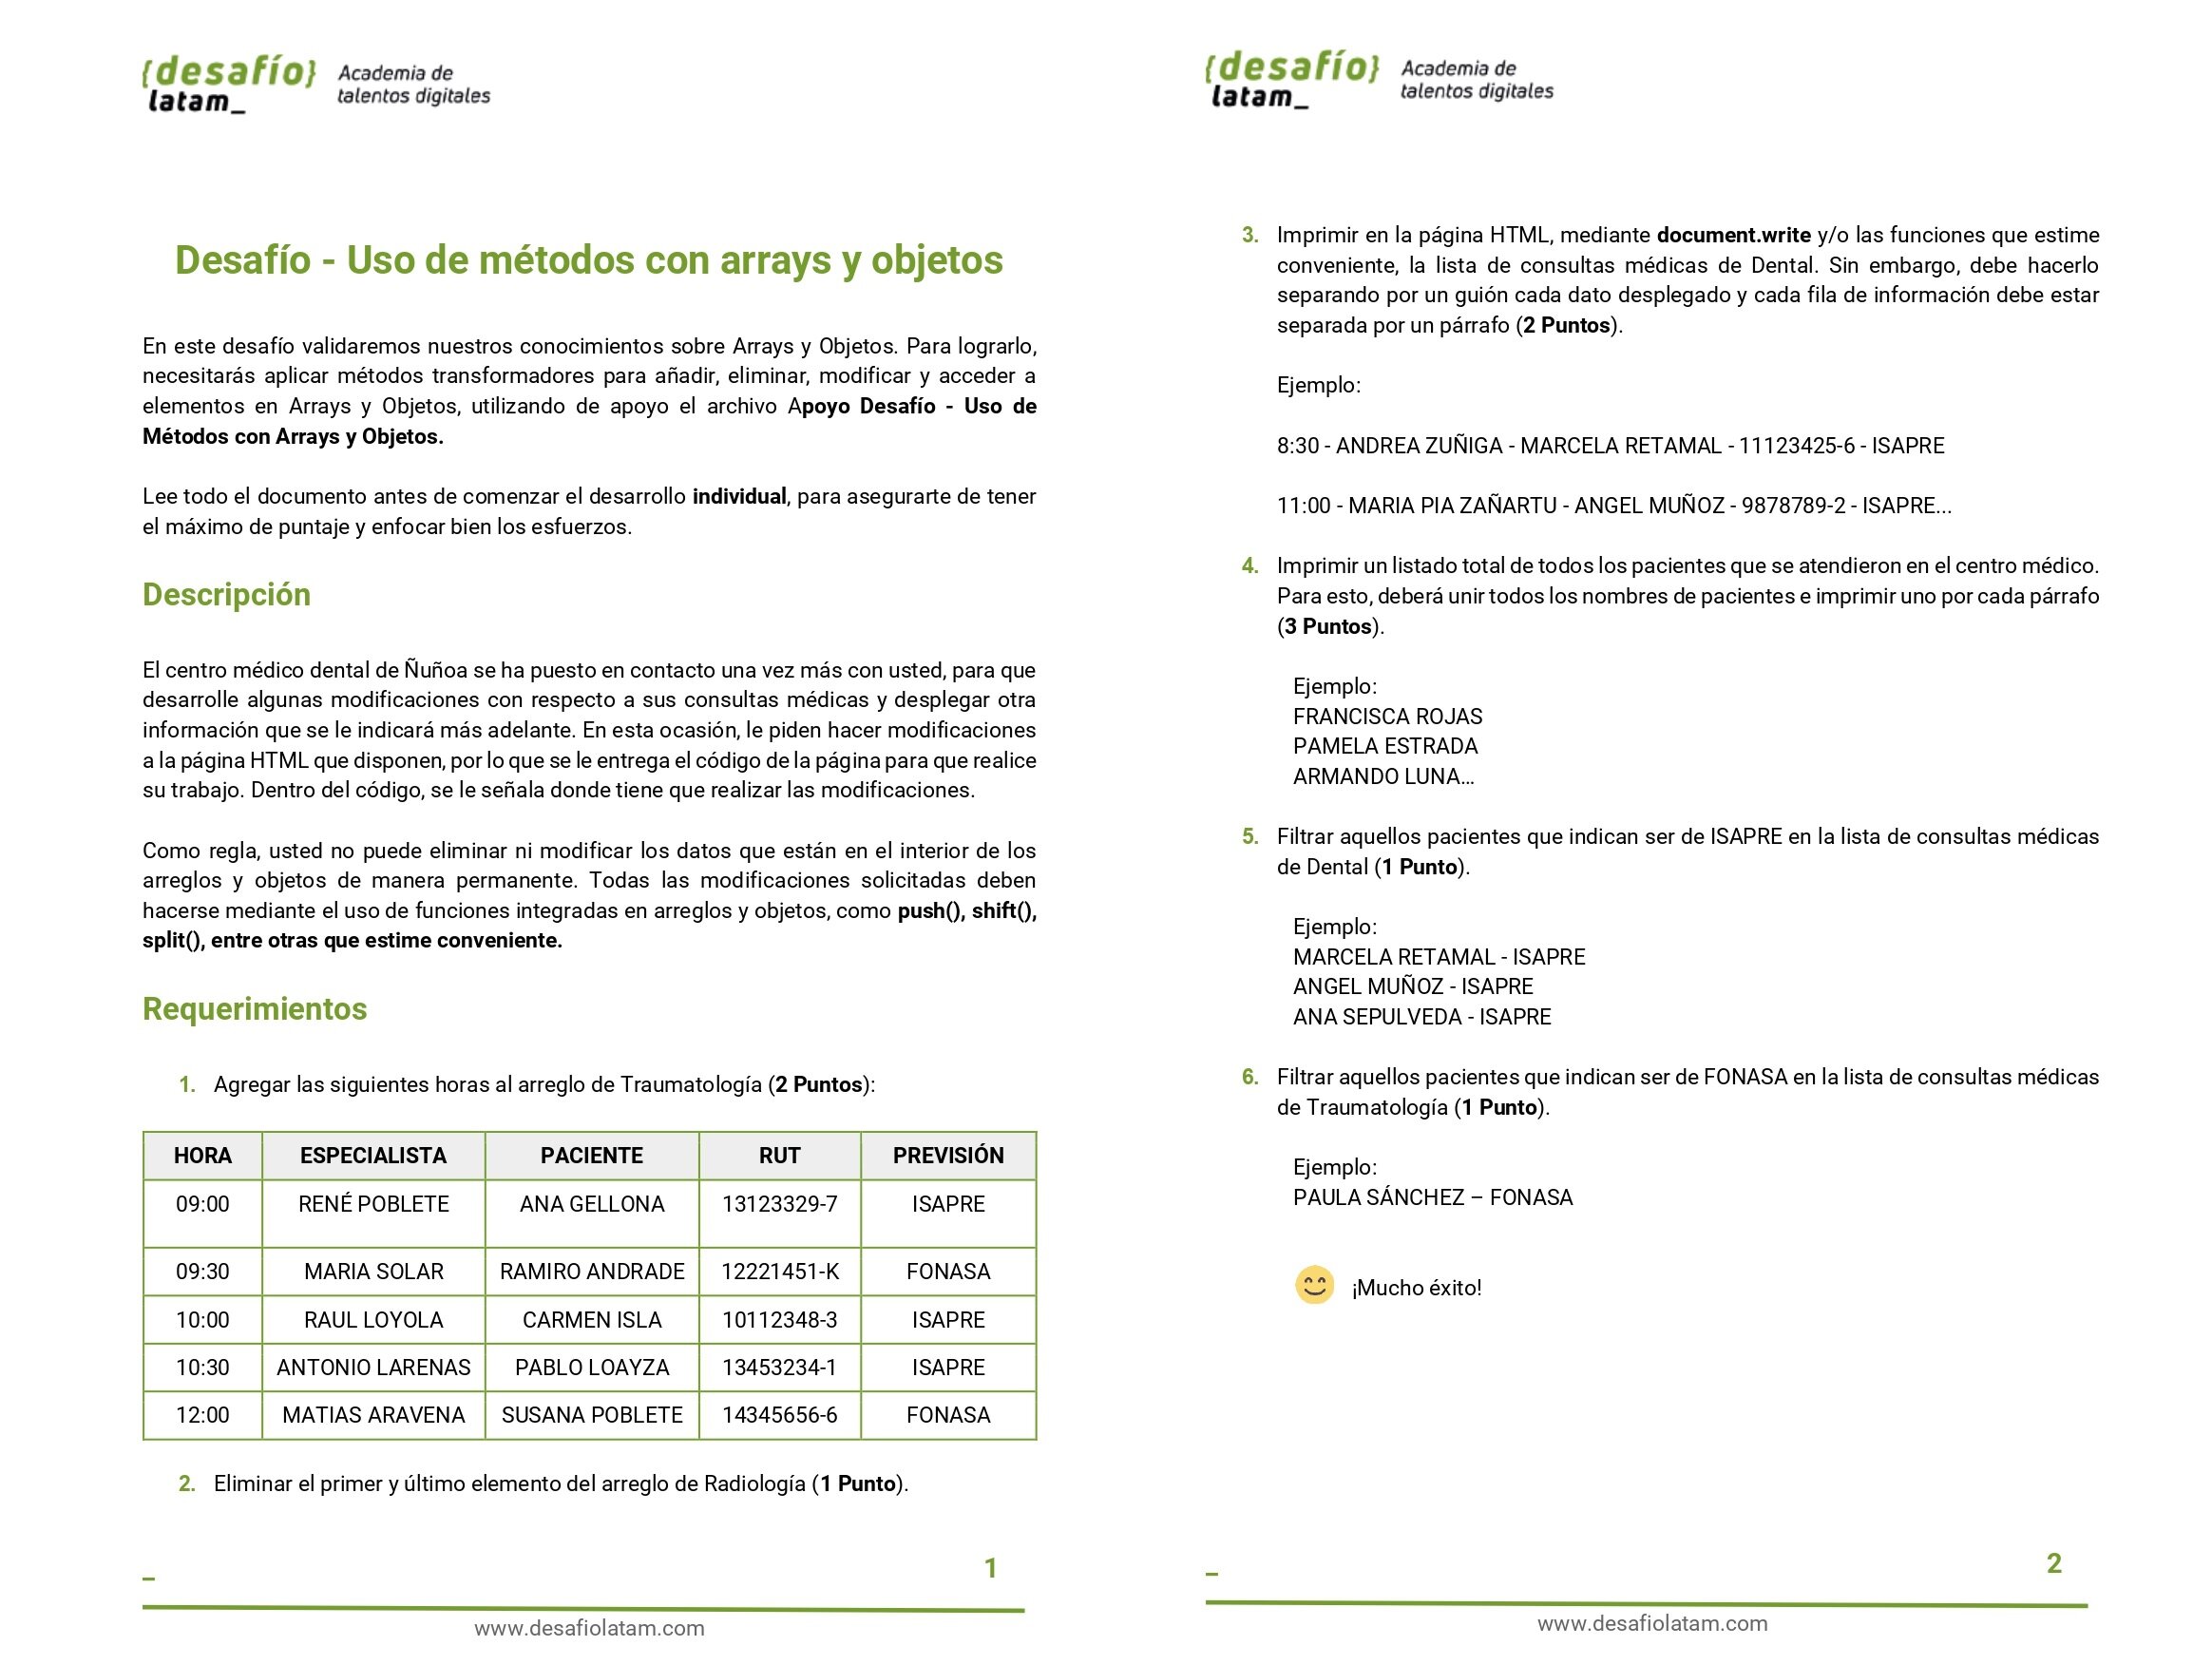 {desafío}
latam_
Academia de
talentos digitales
Desafío - Uso de métodos con arrays y objetos
En este desafío validaremos nuestros conocimientos sobre Arrays y Objetos. Para lograrlo,
necesitarás aplicar métodos transformadores para añadir, eliminar, modificar y acceder a
elementos en Arrays y Objetos, utilizando de apoyo el archivo Apoyo Desafío - Uso de
Métodos con Arrays y Objetos.
Lee todo el documento antes de comenzar el desarrollo individual, para asegurarte de tener
el máximo de puntaje y enfocar bien los esfuerzos.
Descripción
El centro médico dental de Ñuñoa se ha puesto en contacto una vez más con usted, para que
desarrolle algunas modificaciones con respecto a sus consultas médicas y desplegar otra
información que se le indicará más adelante. En esta ocasión, le piden hacer modificaciones
a la página HTML que disponen, por lo que se le entrega el código de la página para que realice
su trabajo. Dentro del código, se le señala donde tiene que realizar las modificaciones.
Como regla, usted no puede eliminar ni modificar los datos que están en el interior de los
arreglos y objetos de manera permanente. Todas las modificaciones solicitadas deben
hacerse mediante el uso de funciones integradas en arreglos y objetos, como push(), shift(),
split(), entre otras que estime conveniente.
Requerimientos
1. Agregar las siguientes horas al arreglo de Traumatología (2 Puntos):
HORA ESPECIALISTA PACIENTE RUT PREVISIÓN
09:00 RENÉ POBLETE ANA GELLONA 13123329-7 ISAPRE
09:30 MARIA SOLAR RAMIRO ANDRADE 12221451-K FONASA
10:00 RAUL LOYOLA CARMEN ISLA 10112348-3 ISAPRE
10:30 ANTONIO LARENAS PABLO LOAYZA 13453234-1 ISAPRE
12:00 MATIAS ARAVENA SUSANA POBLETE 14345656-6 FONASA
2. Eliminar el primer y último elemento del arreglo de Radiología (1 Punto).
_ 1
www.desafiolatam.com
{desafío}
latam_
Academia de
talentos digitales
3. Imprimir en la página HTML, mediante document.write y/o las funciones que estime
conveniente, la lista de consultas médicas de Dental. Sin embargo, debe hacerlo
separando por un guión cada dato desplegado y cada fila de información debe estar
separada por un párrafo (2 Puntos).
Ejemplo:
8:30 - ANDREA ZUÑIGA - MARCELA RETAMAL - 11123425-6 - ISAPRE
11:00 - MARIA PIA ZAÑARTU - ANGEL MUÑOZ - 9878789-2 - ISAPRE...
4. Imprimir un listado total de todos los pacientes que se atendieron en el centro médico.
Para esto, deberá unir todos los nombres de pacientes e imprimir uno por cada párrafo
(3 Puntos).
Ejemplo:
FRANCISCA ROJAS
PAMELA ESTRADA
ARMANDO LUNA…
5. Filtrar aquellos pacientes que indican ser de ISAPRE en la lista de consultas médicas
de Dental (1 Punto).
Ejemplo:
MARCELA RETAMAL - ISAPRE
ANGEL MUÑOZ - ISAPRE
ANA SEPULVEDA - ISAPRE
6. Filtrar aquellos pacientes que indican ser de FONASA en la lista de consultas médicas
de Traumatología (1 Punto).
Ejemplo:
PAULA SÁNCHEZ – FONASA
¡Mucho éxito!
_ 2
www.desafiolatam.com